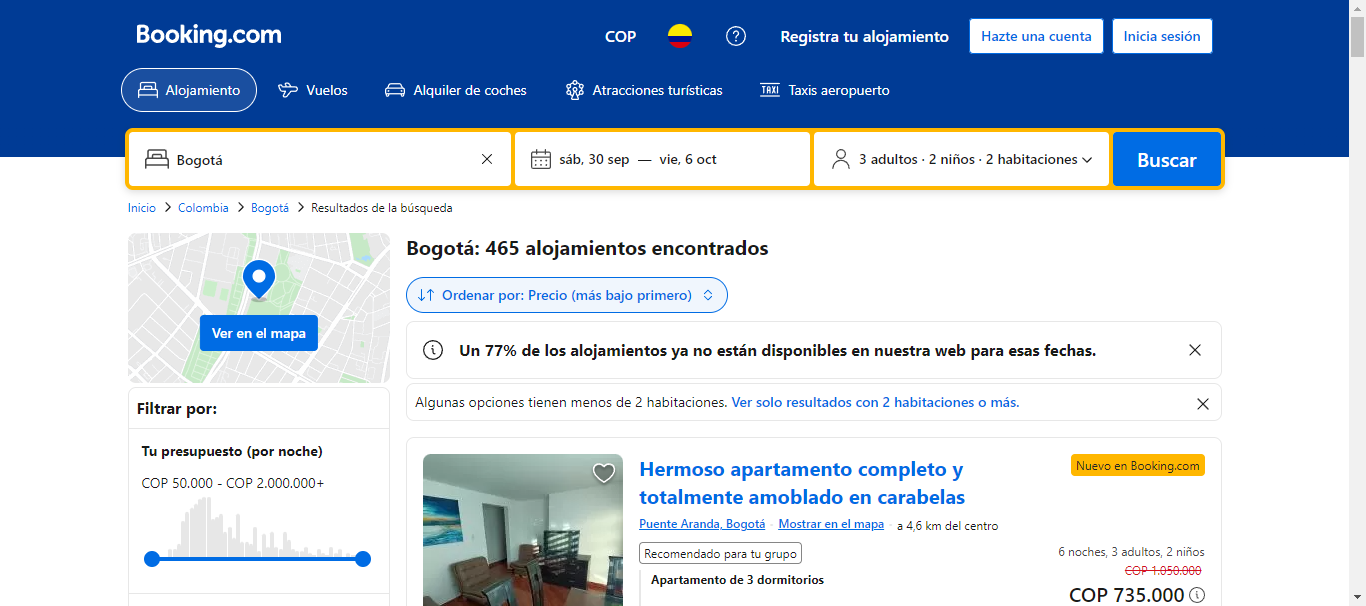 Booking.com
COP
Registra tu alojamiento
Hazte una cuenta
Inicia sesión
Alojamiento
Vuelos
Alquiler de coches
Atracciones turísticas
TAXI Taxis aeropuerto
Bogotá
sáb, 30 sep — vie, 6 oct
3 adultos · 2 niños · 2 habitaciones
Buscar
Inicio > Colombia > Bogotá > Resultados de la búsqueda
Ver en el mapa
Filtrar por:
Tu presupuesto (por noche)
COP 50.000 - COP 2.000.000+
Bogotá: 465 alojamientos encontrados
Ordenar por: Precio (más bajo primero)
Un 77% de los alojamientos ya no están disponibles en nuestra web para esas fechas.
Algunas opciones tienen menos de 2 habitaciones. Ver solo resultados con 2 habitaciones o más.
Hermoso apartamento completo y
totalmente amoblado en carabelas
Nuevo en Booking.com
Puente Aranda, Bogotá · Mostrar en el mapa · a 4,6 km del centro
Recomendado para tu grupo
Apartamento de 3 dormitorios
6 noches, 3 adultos, 2 niños
COP 1.050.000
COP 735.000